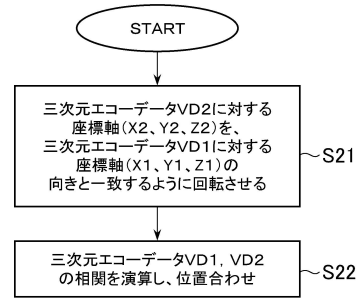 START
三次元エコーデータVD2に対する
座標軸(X2、Y2、Z2)を、
三次元エコーデータVD1に対する
座標軸(X1、Y1、Z1)の
向きと一致するように回転させる
S21
三次元エコーデータVD1, VD2
の相関を演算し、位置合わせ
S22